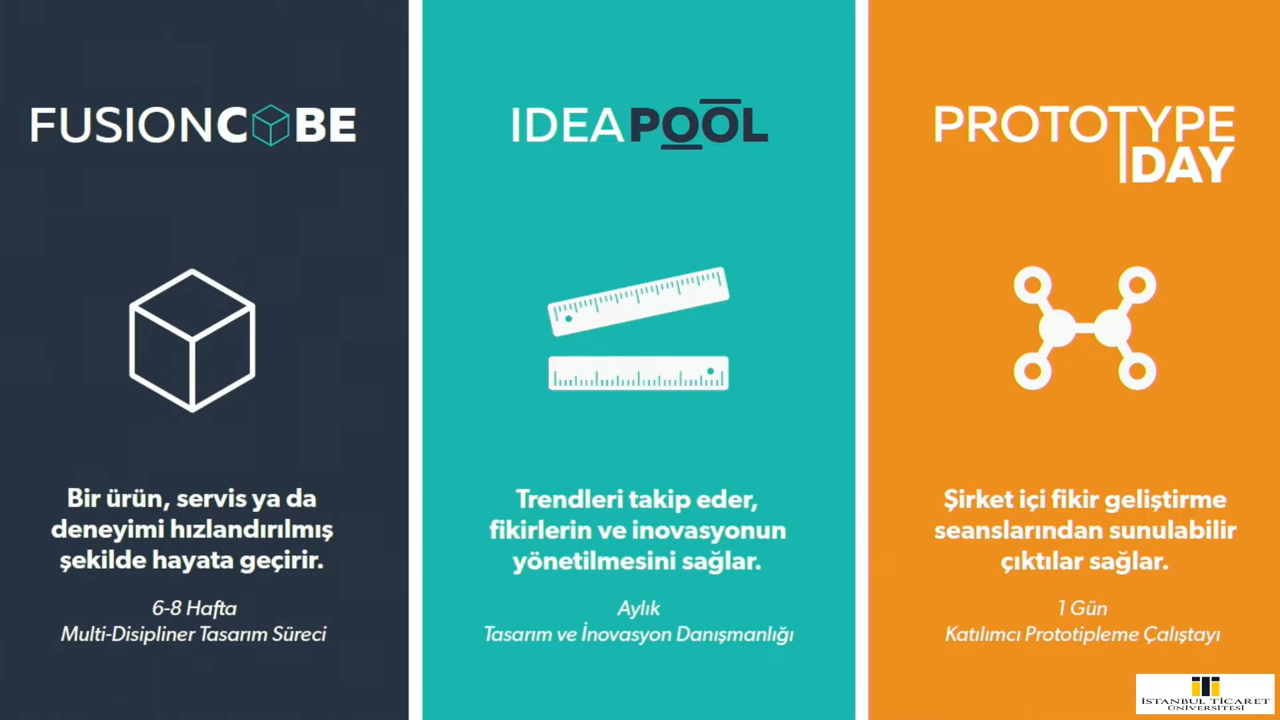 FUSIONCUBE
Bir ürün, servis ya da
deneyimi hızlandırılmış
şekilde hayata geçirir.
6-8 Hafta
Multi-Disipliner Tasarım Süreci
IDEAPOOL
Trendleri takip eder,
fikirlerin ve inovasyonun
yönetilmesini sağlar.
Aylık
Tasarım ve İnovasyon Danışmanlığı
PROTOTYPE
DAY
Şirket içi fikir geliştirme
seanslarından sunulabilir
çıktılar sağlar.
1 Gün
Katılımcı Prototipleme Çalıştayı
İSTANBUL TİCARET
ÜNİVERSİTESİ